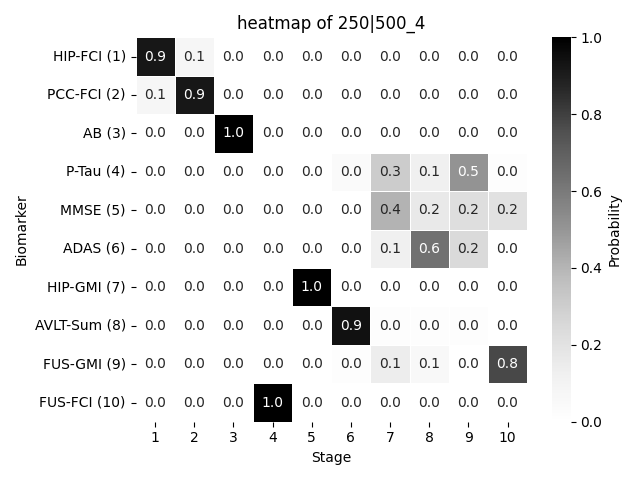 heatmap of 250|500_4
Biomarker
HIP-FCI (1) 0.9 0.1 0.0 0.0 0.0 0.0 0.0 0.0 0.0 0.0
PCC-FCI (2) 0.1 0.9 0.0 0.0 0.0 0.0 0.0 0.0 0.0 0.0
AB (3) 0.0 0.0 1.0 0.0 0.0 0.0 0.0 0.0 0.0 0.0
P-Tau (4) 0.0 0.0 0.0 0.0 0.0 0.0 0.3 0.1 0.5 0.0
MMSE (5) 0.0 0.0 0.0 0.0 0.0 0.0 0.4 0.2 0.2 0.2
ADAS (6) 0.0 0.0 0.0 0.0 0.0 0.0 0.1 0.6 0.2 0.0
HIP-GMI (7) 0.0 0.0 0.0 0.0 1.0 0.0 0.0 0.0 0.0 0.0
AVLT-Sum (8) 0.0 0.0 0.0 0.0 0.0 0.9 0.0 0.0 0.0 0.0
FUS-GMI (9) 0.0 0.0 0.0 0.0 0.0 0.0 0.1 0.1 0.0 0.8
FUS-FCI (10) 0.0 0.0 0.0 1.0 0.0 0.0 0.0 0.0 0.0 0.0
1 2 3 4 5 6 7 8 9 10
Stage
1.0
0.8
0.6
0.4
0.2
0.0
Probability